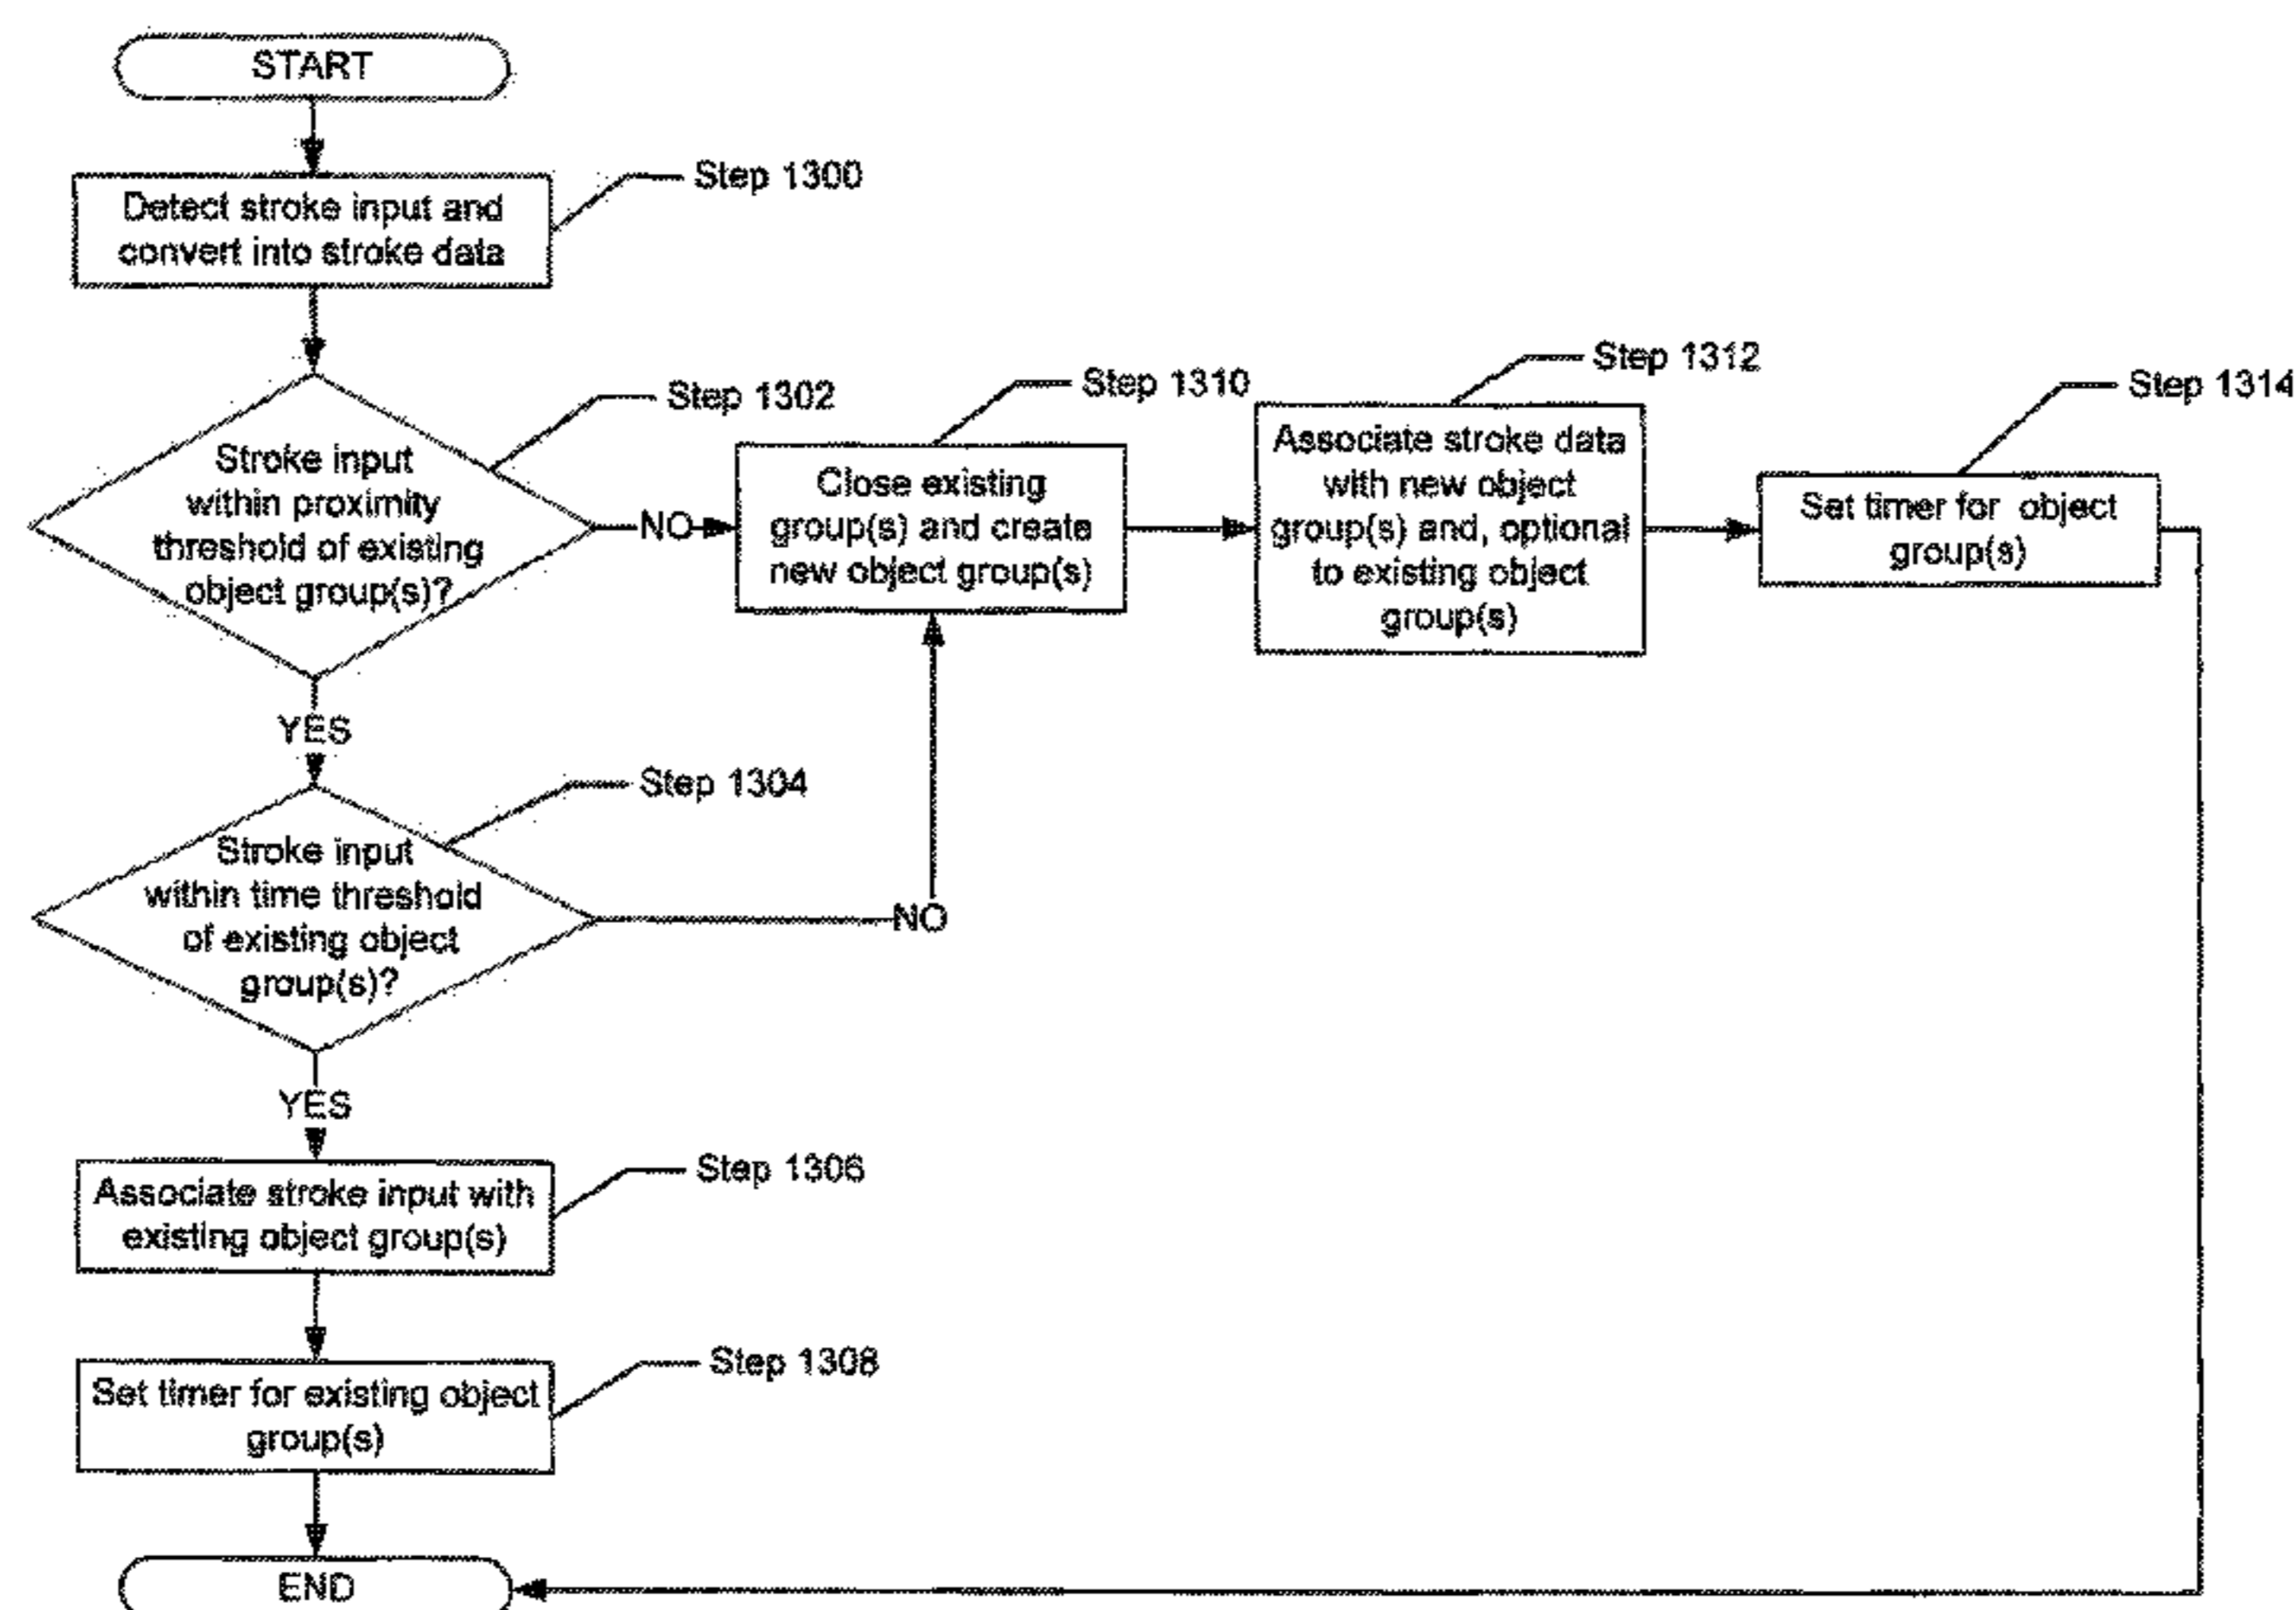 START
Step 1300
Detect stroke input and
convert into stroke data
Step 1302
Stroke input
within proximity
threshold of existing
object group(s)?
NO
Step 1310
Close existing
group(s) and create
new object group(s)
Step 1312
Associate stroke data
with new object
group(s) and, optional
to existing object
group(s)
Step 1314
Set timer for object
group(s)
YES
Step 1304
Stroke input
within time threshold
of existing object
group(s)?
NO
YES
Step 1306
Associate stroke input with
existing object group(s)
Step 1308
Set timer for existing object
group(s)
END